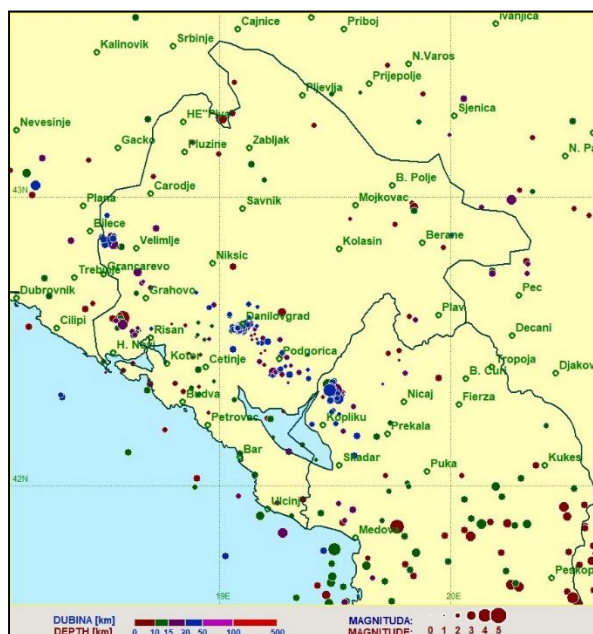 Cajnice
Priboj
Ivanjica
Srbinje
Kalinovik
N.Varos
Prijepolje
Pljevlja
Sjenica
HE"Piva"
Nevesinje
Gacko
Pluzine
Zabljak
N. Pa
43N
B. Polje
Carodje
Plana
Savnik
Mojkovac
Bilece
Velimlje
Kolasin
Berane
Niksic
Trebinje
Grancarevo
Dubrovnik
Grahovo
Pec
Cilipi
Danilovgrad
Plav
Risan
Decani
H. Novi
Kotor
Cetinje
Podgorica
Tropoja
B. Curi
Djakov
Budva
Nicaj
Fierza
Petrovac
Kopliku
Prekala
Bar
Skadar
Puka
Kukes
42N
Ulcinj
Medova
Peskop
19E
20E
DUBINA [km]
DEPTH [km]
0 10 15 20 50 100 500
MAGNITUDA:
MAGNITUDE:
0 1 2 3 4 5